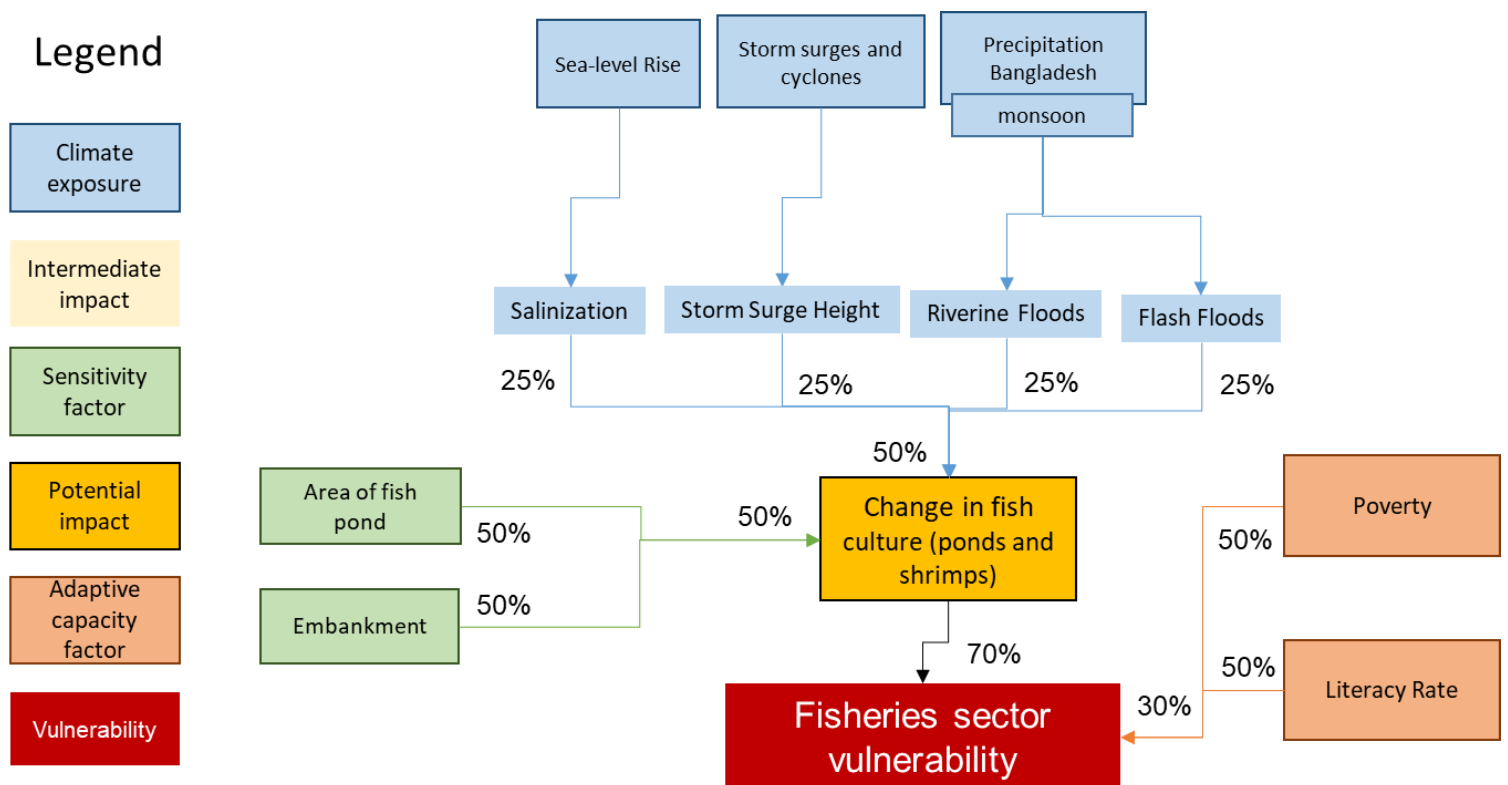 Legend
Climate
exposure
Intermediate
impact
Sensitivity
factor
Potential
impact
Adaptive
capacity
factor
Vulnerability
Sea-level Rise
Storm surges and
cyclones
Precipitation
Bangladesh
monsoon
Salinization
Storm Surge Height
Riverine Floods
Flash Floods
25%
25%
25%
25%
50%
Area of fish
pond
50%
Embankment
50%
50%
Change in fish
culture (ponds and
shrimps)
70%
Poverty
50%
Literacy Rate
50%
30%
Fisheries sector
vulnerability